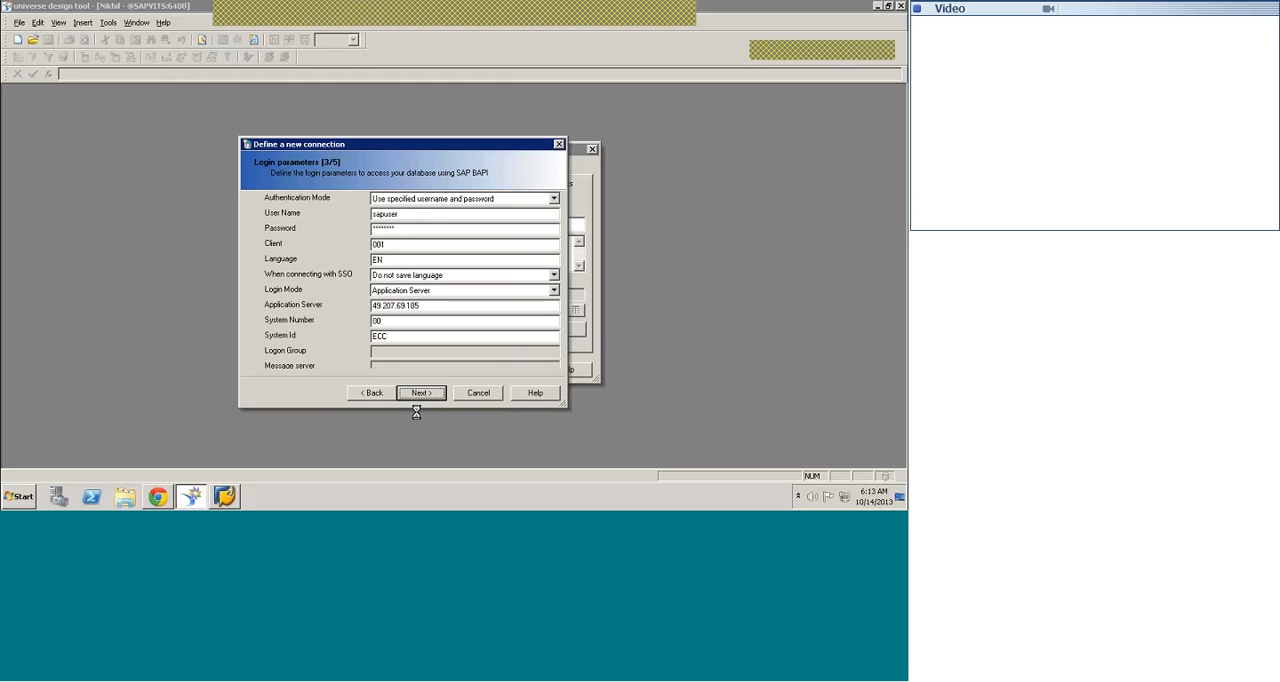 universe design tool - [Nikhil - @SAPVITS:6400]
Video
File Edit View Insert Tools Window Help
Define a new connection
Login parameters [3/5]
Define the login parameters to access your database using SAP BAPI
Authentication Mode Use specified username and password
User Name sapuser
Password ********
Client 001
Language EN
When connecting with SSO Do not save language
Login Mode Application Server
Application Server 49.207.69.185
System Number 00
System Id ECC
Logon Group
Message server
< Back Next > Cancel Help
NUM
Start
6:13 AM
10/14/2013